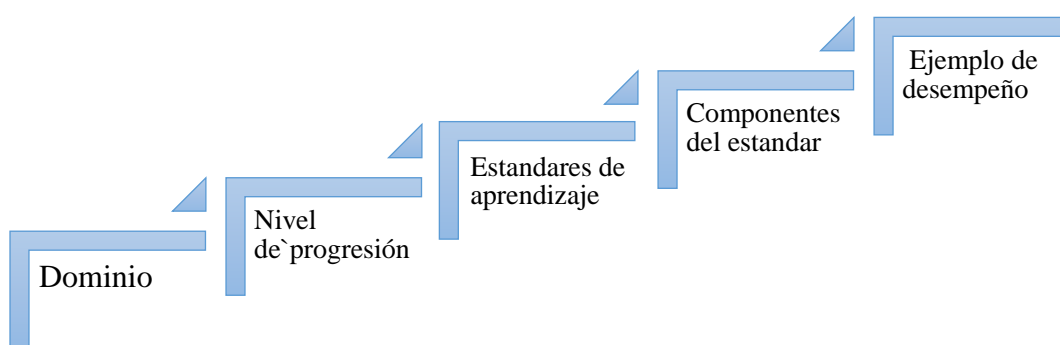 Dominio
Nivel
de`progresión
Estandares de
aprendizaje
Componentes
del estandar
Ejemplo de
desempeño